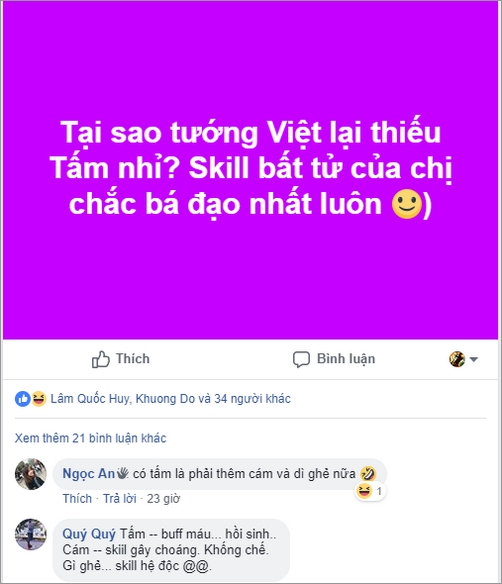 Tại sao tướng Việt lại thiếu
Tấm nhỉ? Skill bất tử của chị
chắc bá đạo nhất luôn 🙂)
Thích
Bình luận
Lâm Quốc Huy, Khuong Do và 34 người khác
Xem thêm 21 bình luận khác
Ngọc An👋 có tấm là phải thêm cám và dì ghẻ nữa 🤣
1
Thích · Trả lời · 23 giờ
Quý Quý Tấm -- buff máu... hồi sinh..
Cám -- skiil gây choáng. Khống chế.
Gì ghẻ... skill hệ độc @@.